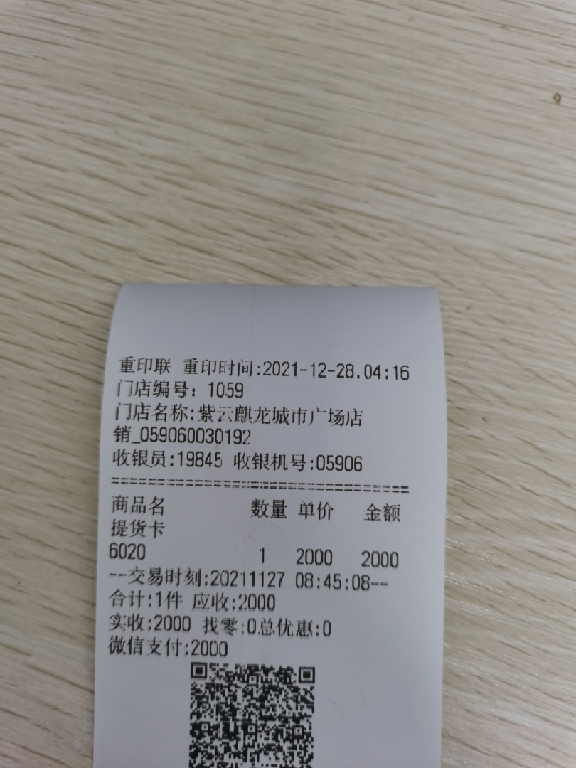 重印联 重印时间:2021-12-28.04:16
门店编号: 1059
门店名称:紫云麒龙城市广场店
销_059060030192
收银员:19845 收银机号:05906
================================
商品名 数量 单价 金额
提货卡
6020 1 2000 2000
--交易时刻:20211127 08:45:08--
合计:1件 应收:2000
实收:2000 找零:0总优惠:0
微信支付:2000